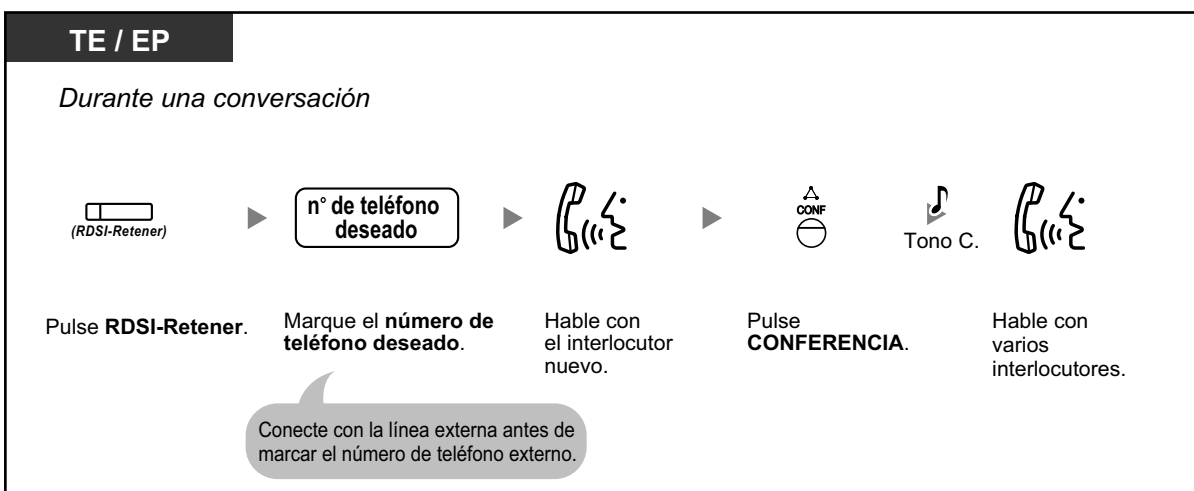 TE / EP
Durante una conversación
(RDSI-Retener)
n° de teléfono
deseado
CONF
Tono C.
Pulse RDSI-Retener.
Marque el número de
teléfono deseado.
Hable con
el interlocutor
nuevo.
Pulse
CONFERENCIA.
Hable con
varios
interlocutores.
Conecte con la línea externa antes de
marcar el número de teléfono externo.